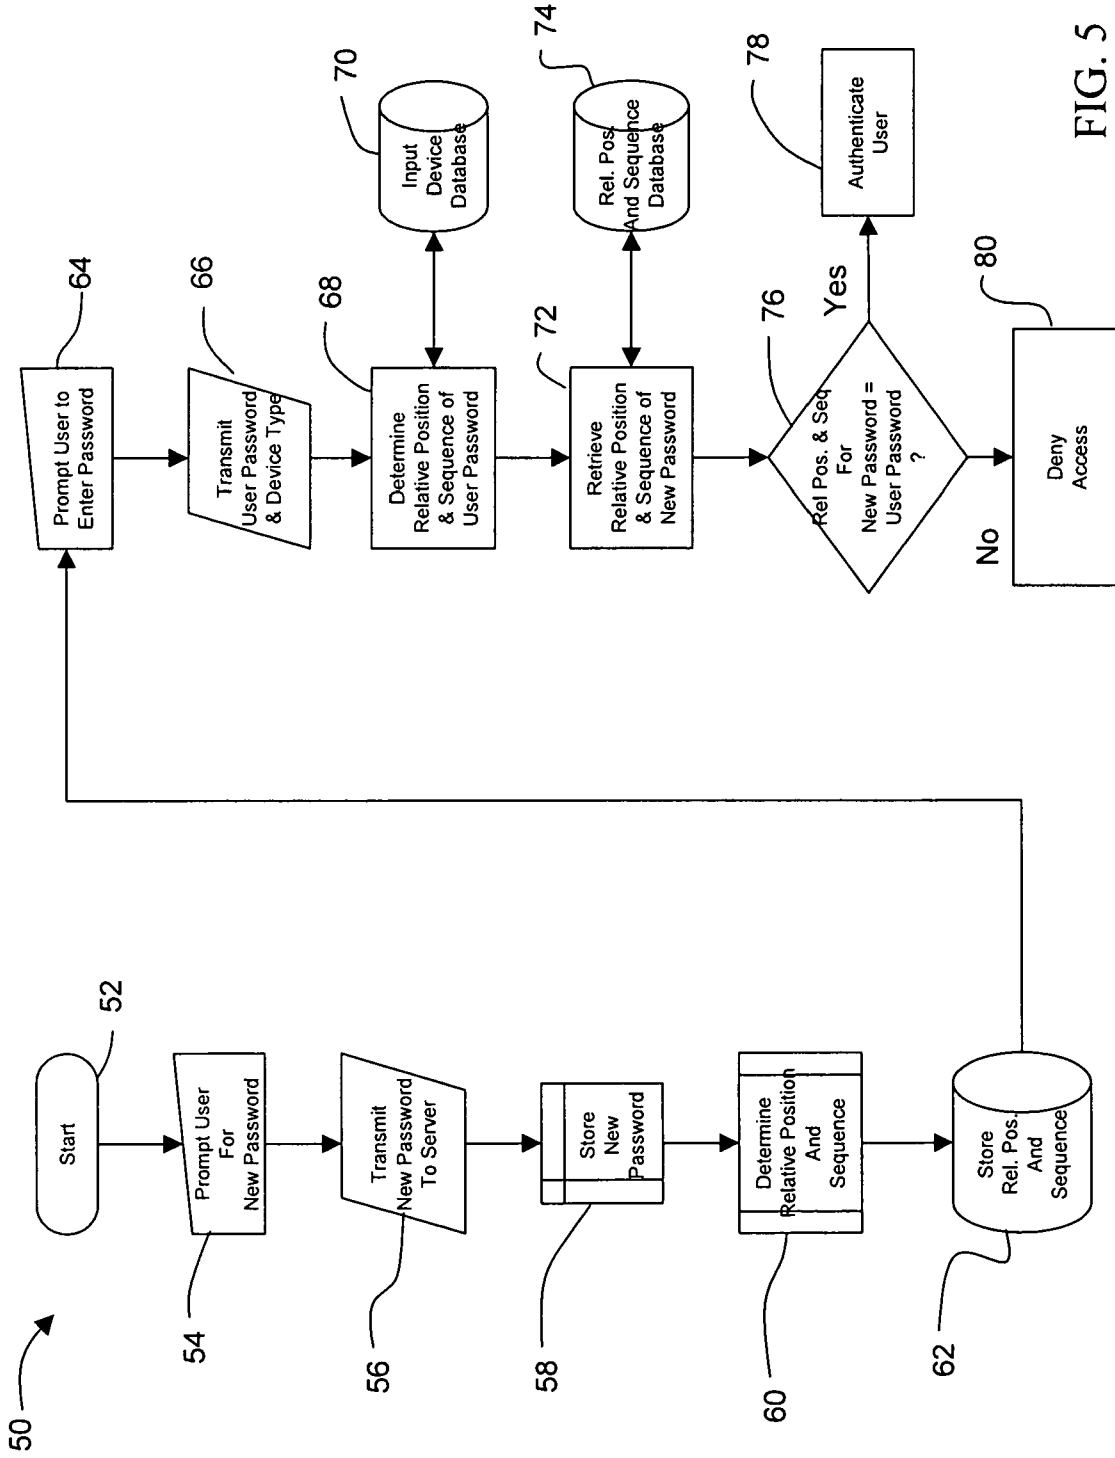 50
52
Start
54
Prompt User
For
New Password
56
Transmit
New Password
To Server
58
Store
New
Password
60
Determine
Relative Position
And
Sequence
62
Store
Rel. Pos.
And
Sequence
64
Prompt User to
Enter Password
66
Transmit
User Password
& Device Type
68
Determine
Relative Position
& Sequence of
User Password
70
Input
Device
Database
72
Retrieve
Relative Position
& Sequence of
New Password
74
Rel. Pos.
And Sequence
Database
76
Rel Pos. & Seq
For
New Password =
User Password
?
Yes
78
Authenticate
User
No
80
Deny
Access
FIG. 5